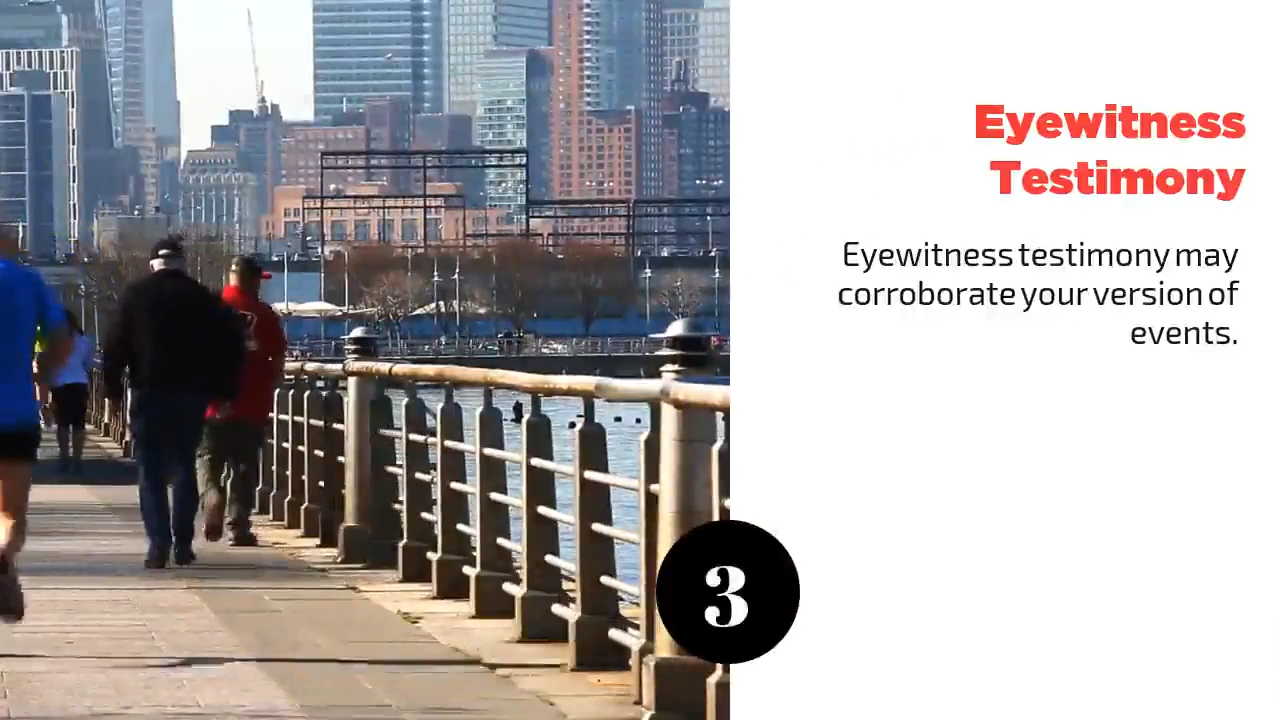 Eyewitness
Testimony
Eyewitness testimony may
corroborate your version of
events.
3